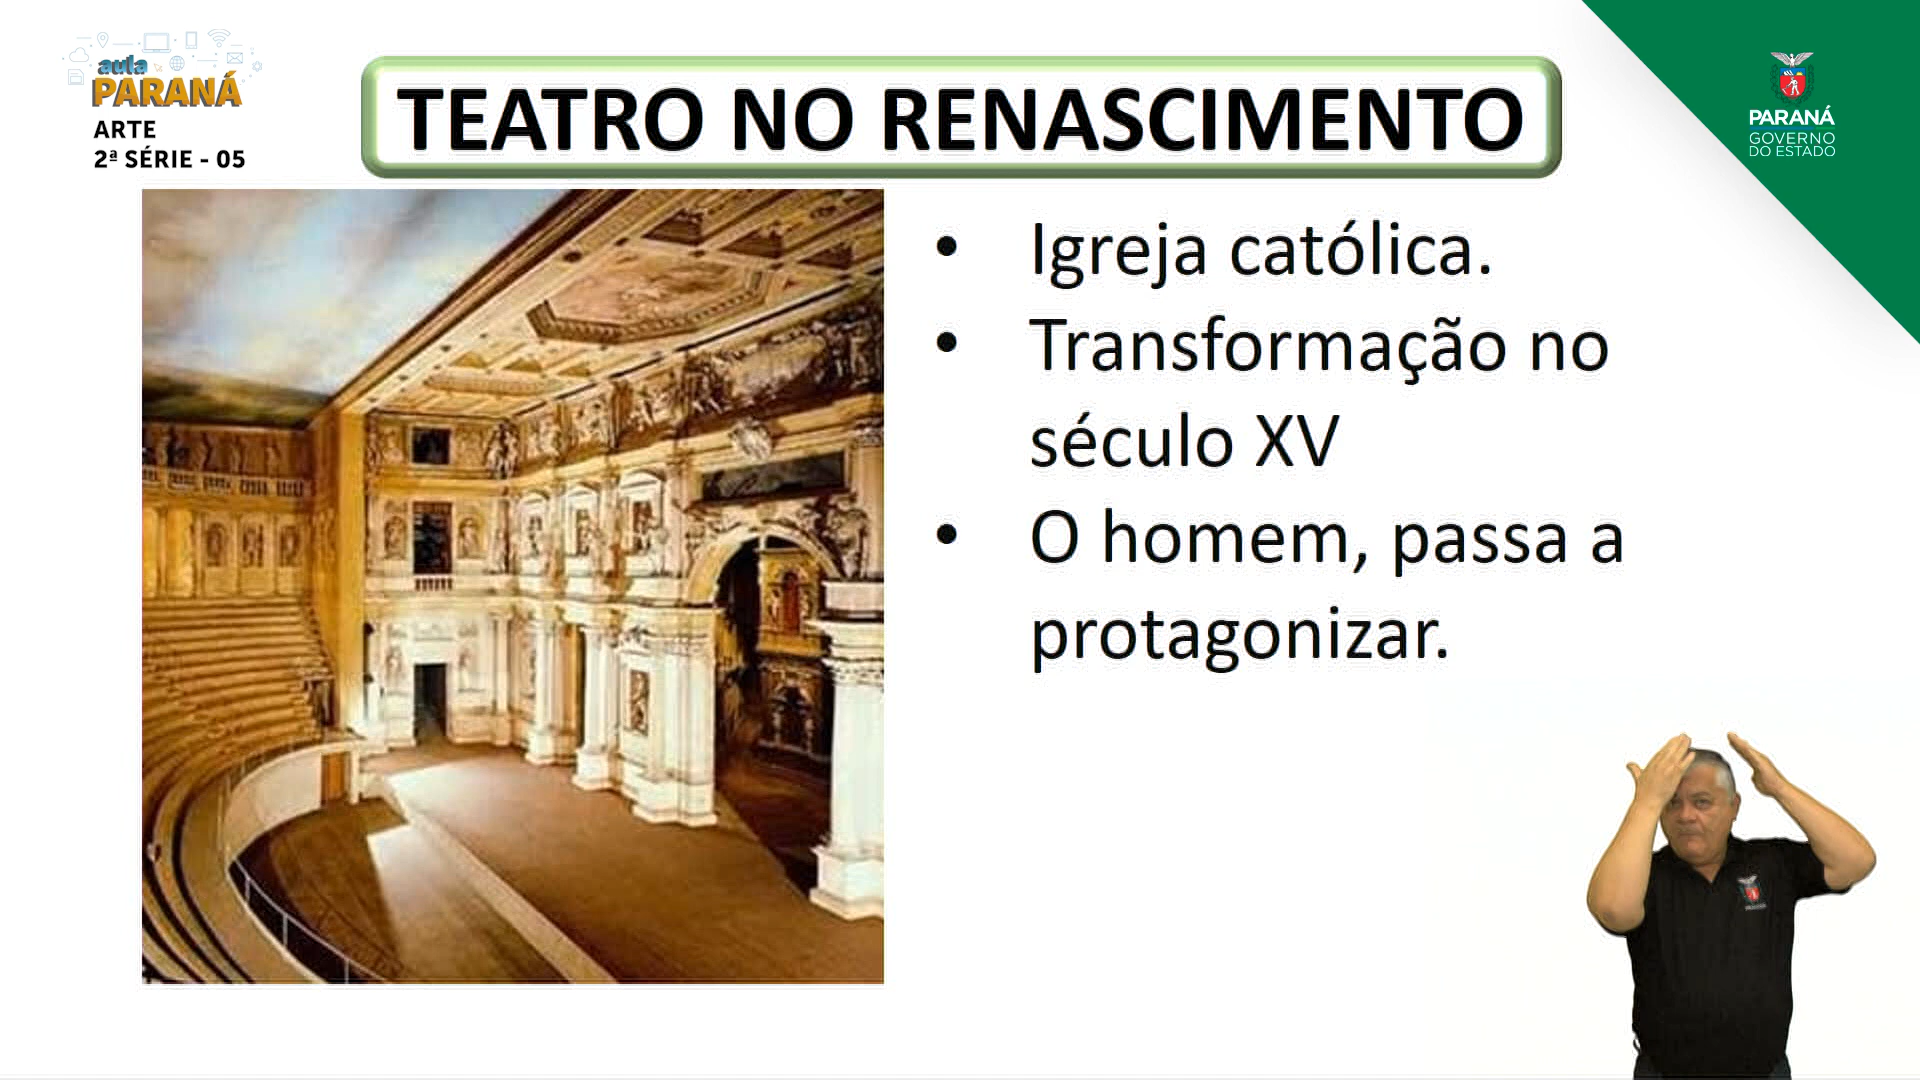 aula
PARANÁ
ARTE
2ª SÉRIE - 05
TEATRO NO RENASCIMENTO
PARANÁ
GOVERNO
DO ESTADO
• Igreja católica.
• Transformação no
século XV
• O homem, passa a
protagonizar.